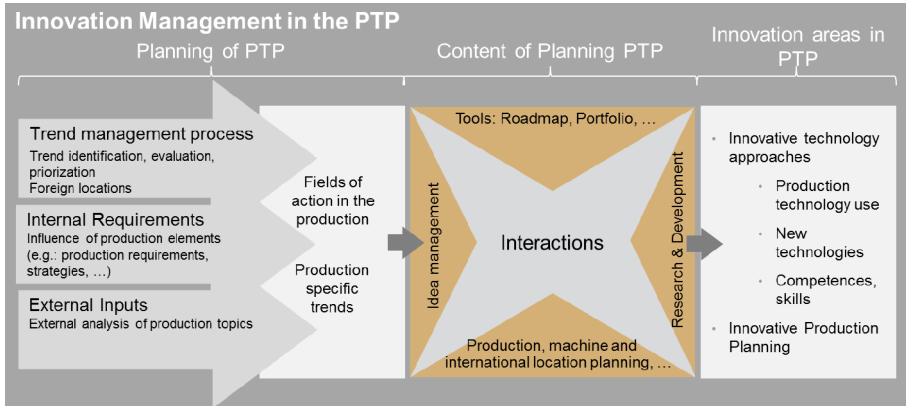 Innovation Management in the PTP
Planning of PTP
Content of Planning PTP
Innovation areas in
PTP
Trend management process
Trend identification, evaluation,
priorization
Foreign locations
Internal Requirements
Influence of production elements
(e.g.: production requirements,
strategies, …)
External Inputs
External analysis of production topics
Fields of
action in the
production
Production
specific
trends
Tools: Roadmap, Portfolio, …
Idea management
Interactions
Research & Development
Production, machine and
international location planning, …
• Innovative technology
approaches
• Production
technology use
• New
technologies
• Competences,
skills
• Innovative Production
Planning